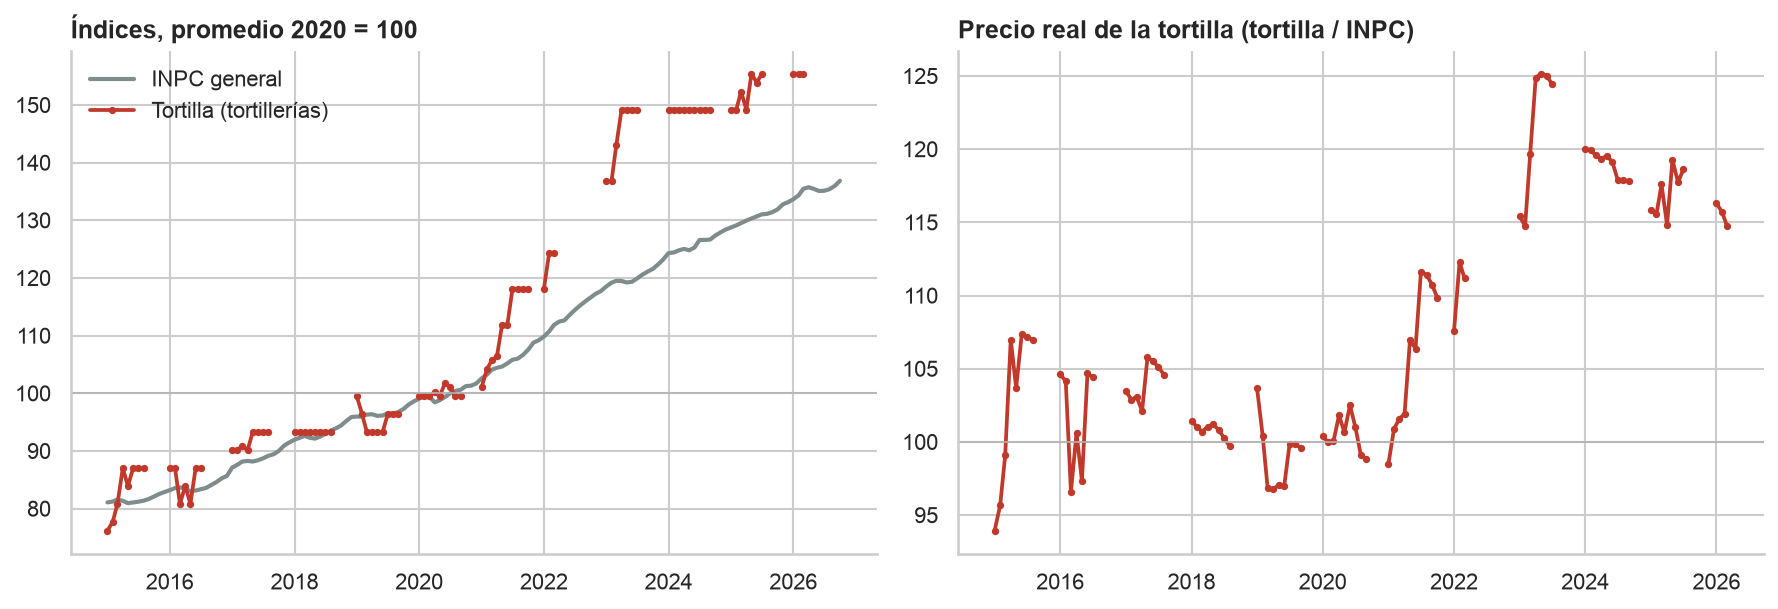 Índices, promedio 2020 = 100
INPC general
Tortilla (tortillerías)
150
140
130
120
110
100
90
80
2016 2018 2020 2022 2024 2026
Precio real de la tortilla (tortilla / INPC)
125
120
115
110
105
100
95
2016 2018 2020 2022 2024 2026